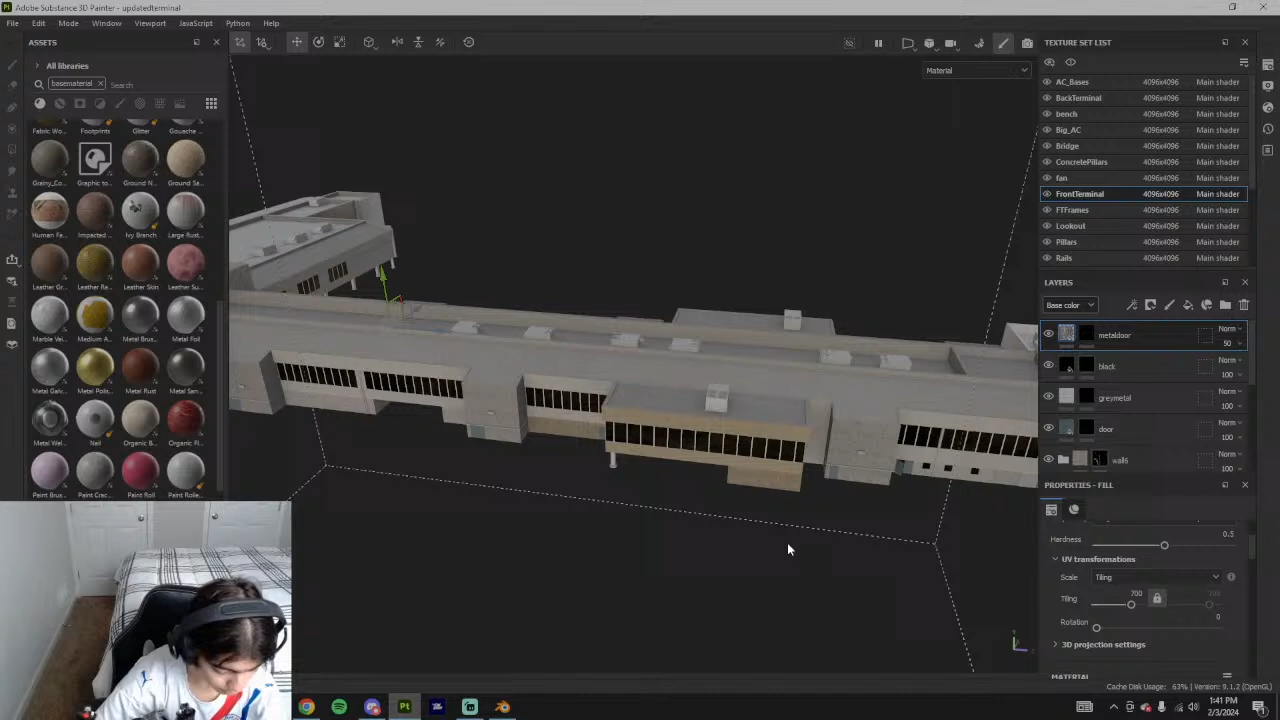 Adobe Substance 3D Painter - updatedterminal
File Edit Mode Window Viewport JavaScript Python Help
ASSETS
All libraries
basematerial
Search
Fabric Wo...
Footprints
Glitter
Gouache ...
Grainy_Co...
Graphic to...
Ground N...
Ground Sa...
Human Fe...
Impacted ...
Ivy Branch
Large Rust...
Leather Gr...
Leather Re...
Leather Skin
Leather Su...
Marble Vei...
Medium A...
Metal Brus...
Metal Foil
Metal Galv...
Metal Polis...
Metal Rust
Metal San...
Metal Wel...
Nail
Organic B...
Organic Fl...
Paint Brus...
Paint Crac...
Paint Roll
Paint Rolle...
Material
TEXTURE SET LIST
AC_Bases 4096x4096 Main shader
BackTerminal 4096x4096 Main shader
bench 4096x4096 Main shader
Big_AC 4096x4096 Main shader
Bridge 4096x4096 Main shader
ConcretePillars 4096x4096 Main shader
fan 4096x4096 Main shader
FrontTerminal 4096x4096 Main shader
FTFrames 4096x4096 Main shader
Lookout 4096x4096 Main shader
Pillars 4096x4096 Main shader
Rails 4096x4096 Main shader
LAYERS
Base color
metaldoor Norm 50
black Norm 100
greymetal Norm 100
door Norm 100
walls Norm 100
PROPERTIES - FILL
Hardness 0.5
UV transformations
Scale Tiling
Tiling 700
Rotation 0
3D projection settings
MATERIAL
Cache Disk Usage: 63% | Version: 9.1.2 (OpenGL)
1:41 PM
2/3/2024